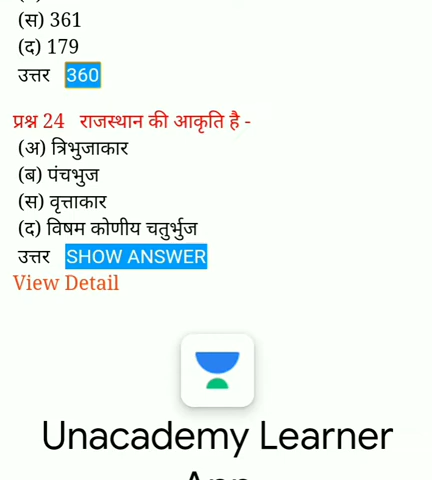 (स) 361
(द) 179
उत्तर 360
प्रश्न 24 राजस्थान की आकृति है -
(अ) त्रिभुजाकार
(ब) पंचभुज
(स) वृत्ताकार
(द) विषम कोणीय चतुर्भुज
उत्तर SHOW ANSWER
View Detail
Unacademy Learner